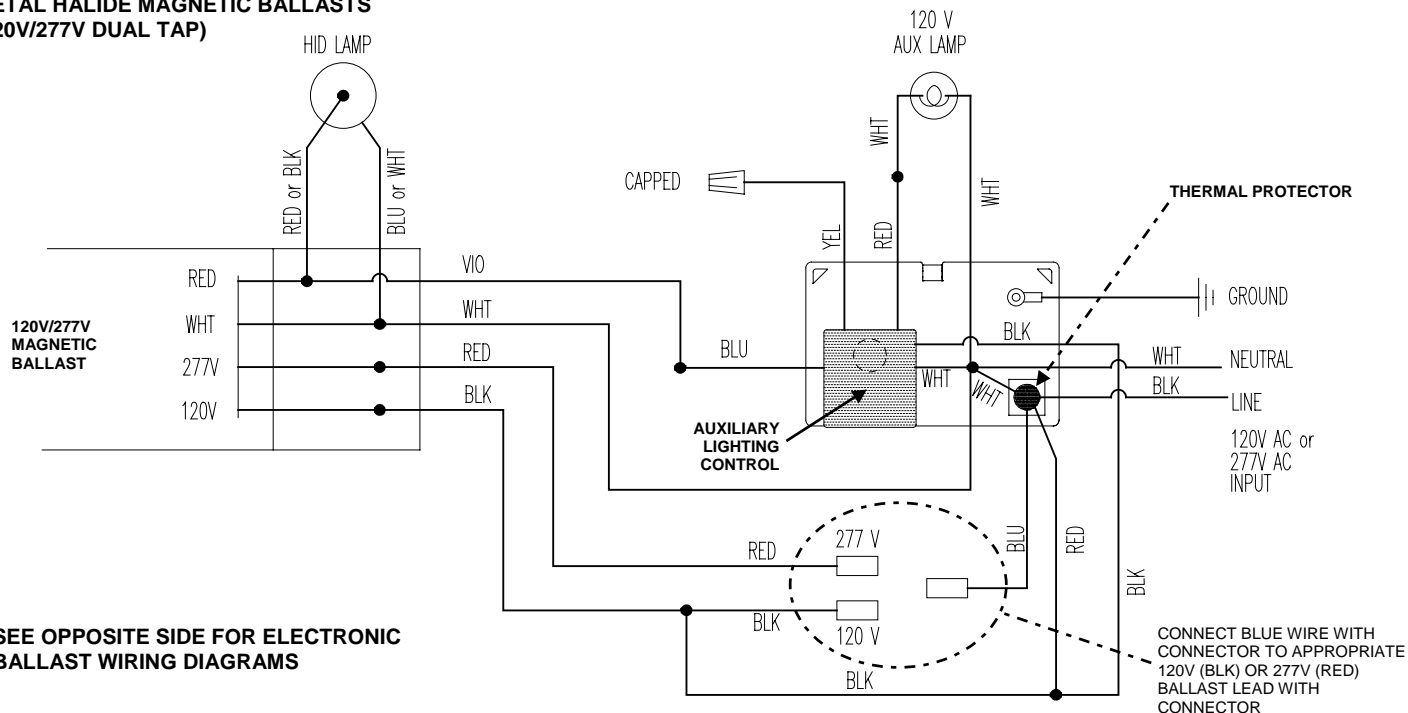 ETAL HALIDE MAGNETIC BALLASTS
20V/277V DUAL TAP)
HID LAMP
120 V
AUX LAMP
RED or BLK
BLU or WHT
WHT
WHT
CAPPED
YEL
RED
THERMAL PROTECTOR
120V/277V
MAGNETIC
BALLAST
RED
WHT
277V
120V
VIO
WHT
RED
BLK
BLU
BLK
GROUND
WHT
WHT
WHT
NEUTRAL
BLK
LINE
120V AC or
277V AC
INPUT
AUXILIARY
LIGHTING
CONTROL
RED
277 V
BLK
120 V
BLU
RED
BLK
BLK
SEE OPPOSITE SIDE FOR ELECTRONIC
BALLAST WIRING DIAGRAMS
CONNECT BLUE WIRE WITH
CONNECTOR TO APPROPRIATE
120V (BLK) OR 277V (RED)
BALLAST LEAD WITH
CONNECTOR